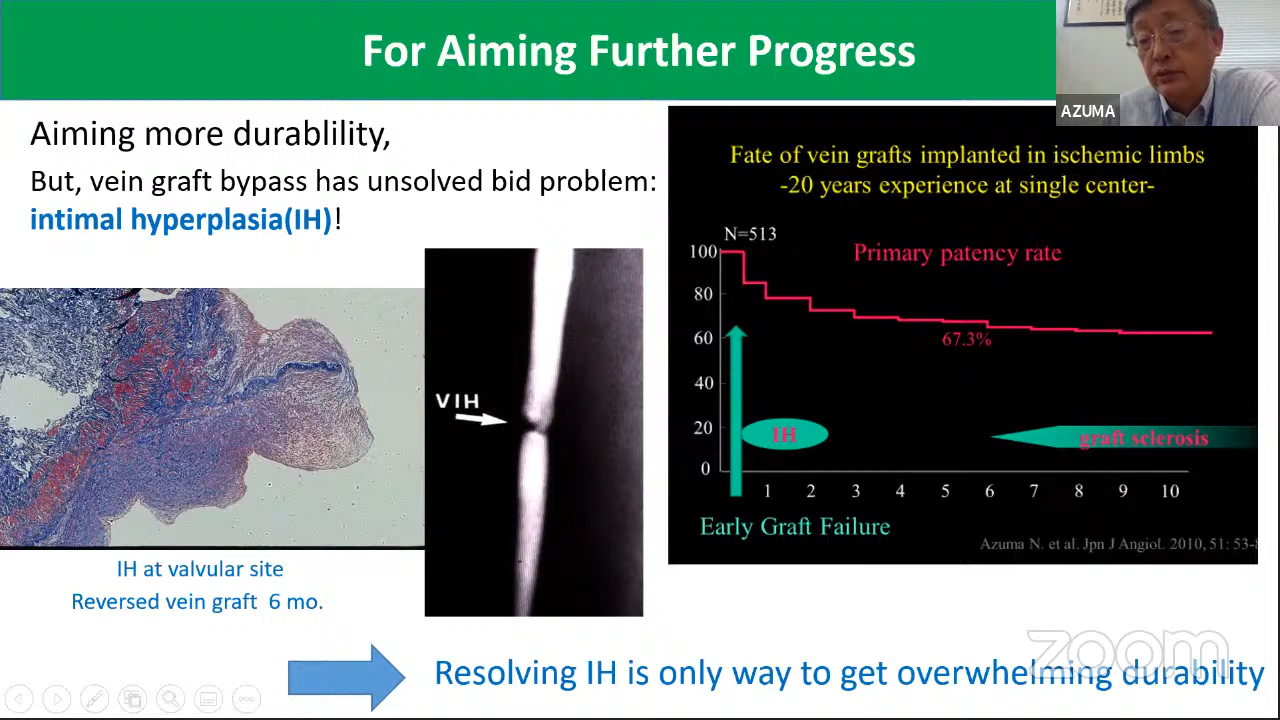 For Aiming Further Progress
AZUMA
Aiming more durablility,
But, vein graft bypass has unsolved bid problem:
intimal hyperplasia(IH)!
VIH
IH at valvular site
Reversed vein graft 6 mo.
Fate of vein grafts implanted in ischemic limbs
-20 years experience at single center-
N=513
Primary patency rate
100
80
60
40
20
0
67.3%
IH
graft sclerosis
1 2 3 4 5 6 7 8 9 10
Early Graft Failure
Azuma N. et al. Jpn J Angiol. 2010, 51: 53-
zoom
Resolving IH is only way to get overwhelming durability